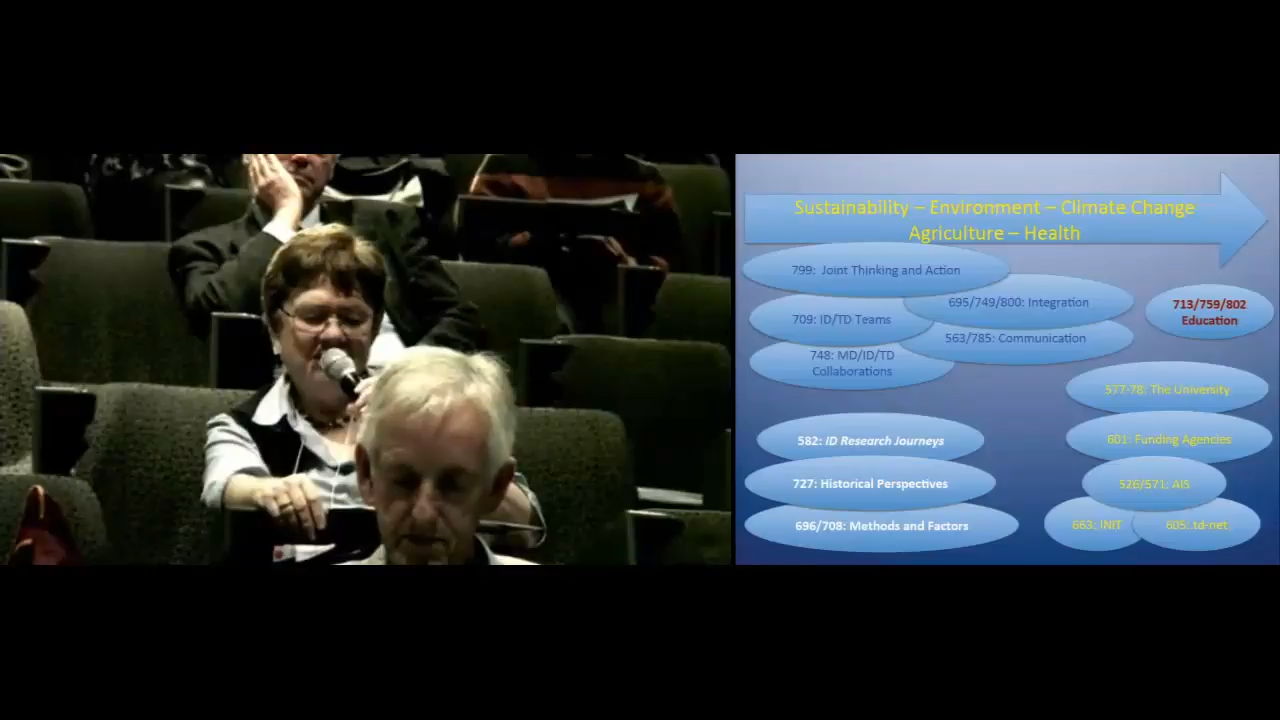 Sustainability – Environment – Climate Change
Agriculture – Health
799: Joint Thinking and Action
695/749/800: Integration
713/759/802
Education
709: ID/TD Teams
563/785: Communication
748: MD/ID/TD
Collaborations
577-78: The University
582: ID Research Journeys
601: Funding Agencies
727: Historical Perspectives
526/571; AIS
696/708: Methods and Factors
663; INIT
605: td-net